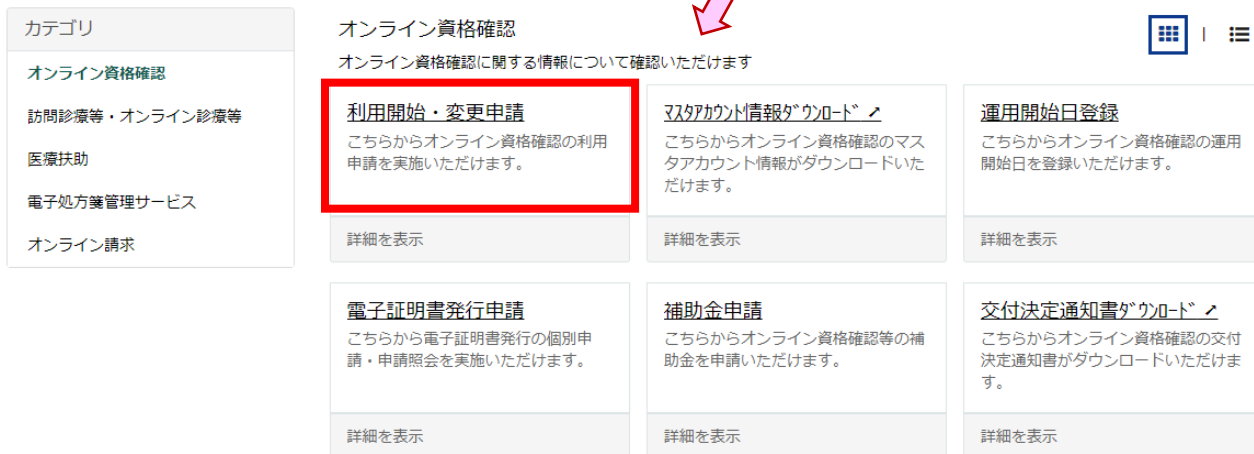 カテゴリ
オンライン資格確認
訪問診療等・オンライン診療等
医療扶助
電子処方箋管理サービス
オンライン請求
オンライン資格確認
オンライン資格確認に関する情報について確認いただけます
利用開始・変更申請
こちらからオンライン資格確認の利用
申請を実施いただけます。
詳細を表示
ﾏｽﾀｱｶｳﾝﾄ情報ﾀﾞｳﾝﾛｰﾄﾞ
こちらからオンライン資格確認のマス
タアカウント情報がダウンロードいた
だけます。
詳細を表示
運用開始日登録
こちらからオンライン資格確認の運用
開始日を登録いただけます。
詳細を表示
電子証明書発行申請
こちらから電子証明書発行の個別申
請・申請照会を実施いただけます。
詳細を表示
補助金申請
こちらからオンライン資格確認等の補
助金を申請いただけます。
詳細を表示
交付決定通知書ﾀﾞｳﾝﾛｰﾄﾞ
こちらからオンライン資格確認の交付
決定通知書がダウンロードいただけま
す。
詳細を表示